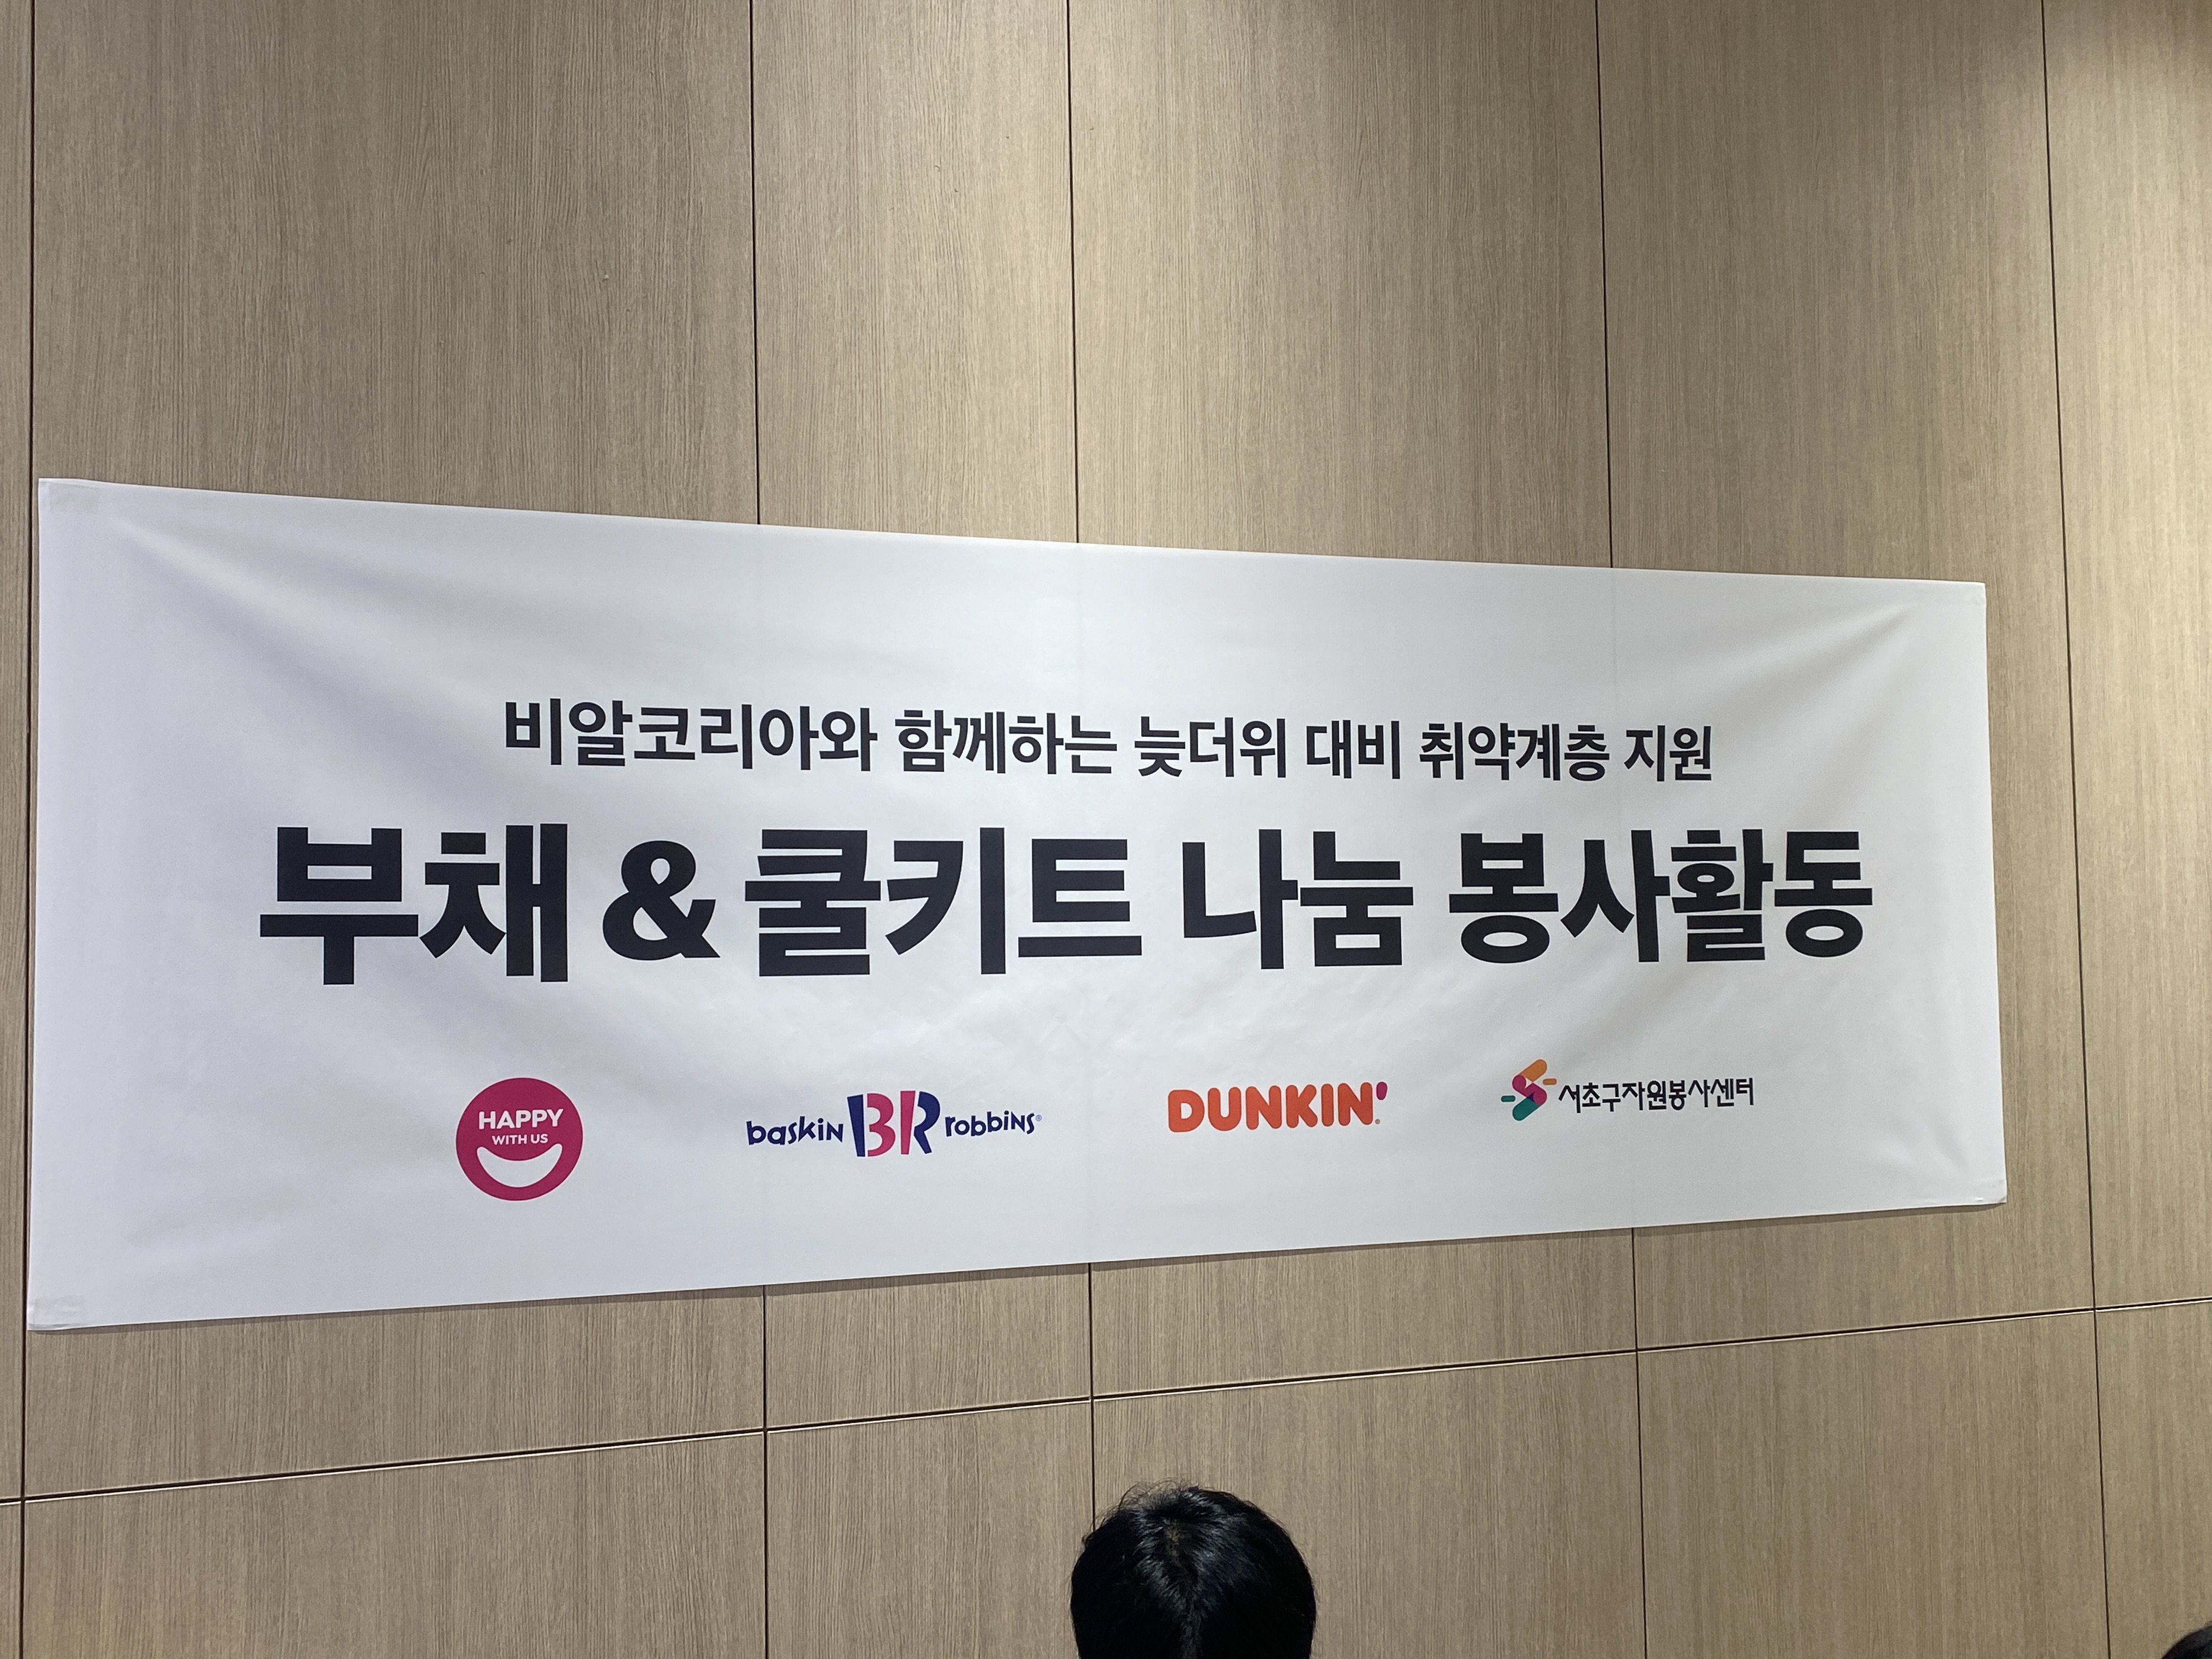 비알코리아와 함께하는 늦더위 대비 취약계층 지원
부채 & 쿨키트 나눔 봉사활동
HAPPY
WITH US
baskin BR robbins®
DUNKIN'®
서초구자원봉사센터